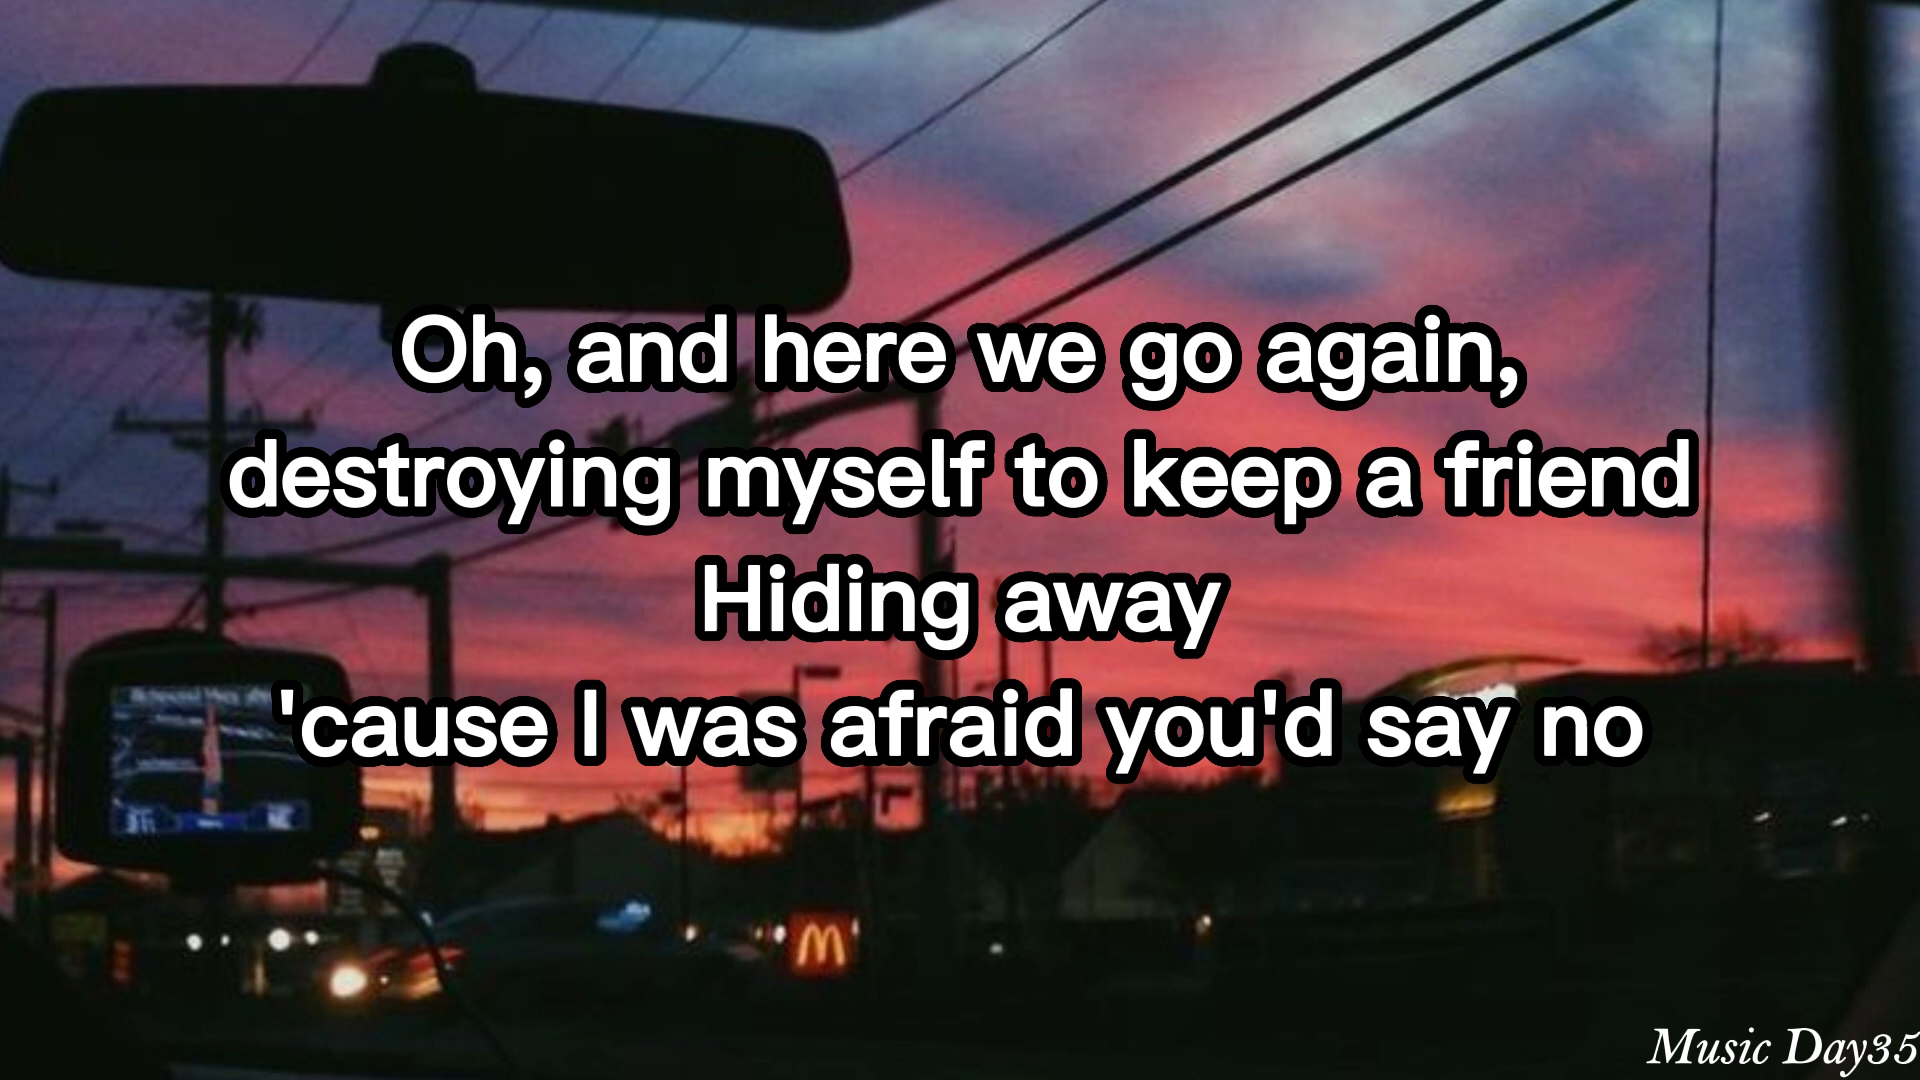 Oh, and here we go again,
destroying myself to keep a friend
Hiding away
'cause I was afraid you'd say no
M
Music Day35